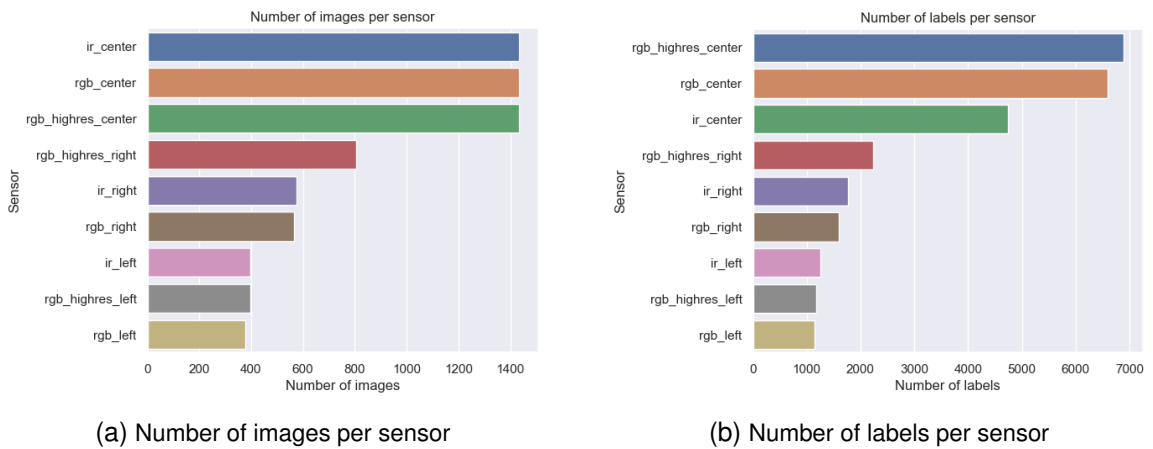 Number of images per sensor
Sensor
ir_center
rgb_center
rgb_highres_center
rgb_highres_right
ir_right
rgb_right
ir_left
rgb_highres_left
rgb_left
0 200 400 600 800 1000 1200 1400
Number of images
(a) Number of images per sensor
Number of labels per sensor
Sensor
rgb_highres_center
rgb_center
ir_center
rgb_highres_right
ir_right
rgb_right
ir_left
rgb_highres_left
rgb_left
0 1000 2000 3000 4000 5000 6000 7000
Number of labels
(b) Number of labels per sensor